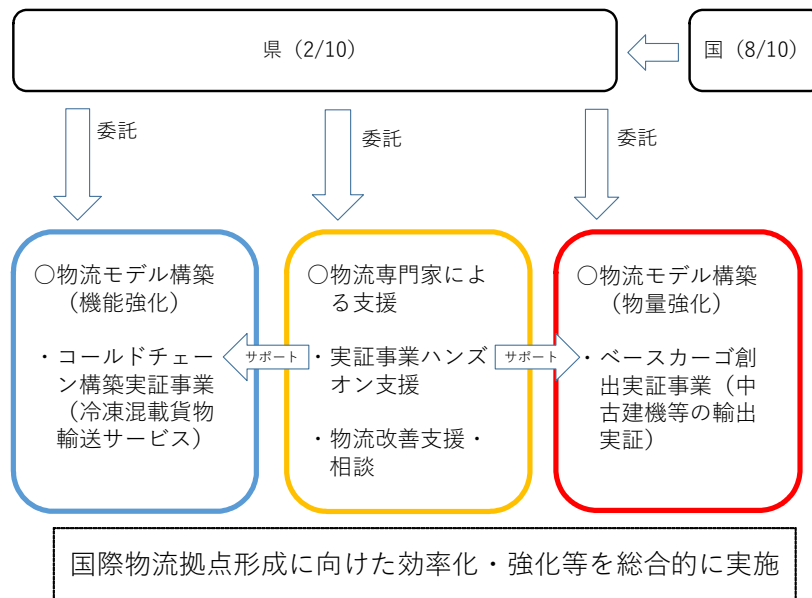 県（2/10）
国（8/10）
委託
委託
委託
○物流モデル構築
（機能強化）
・コールドチェー
ン構築実証事業
（冷凍混載貨物
輸送サービス）
サポート
○物流専門家によ
る支援
・実証事業ハンズ
オン支援
・物流改善支援・
相談
サポート
○物流モデル構築
（物量強化）
・ベースカーゴ創
出実証事業（中
古建機等の輸出
実証）
国際物流拠点形成に向けた効率化・強化等を総合的に実施